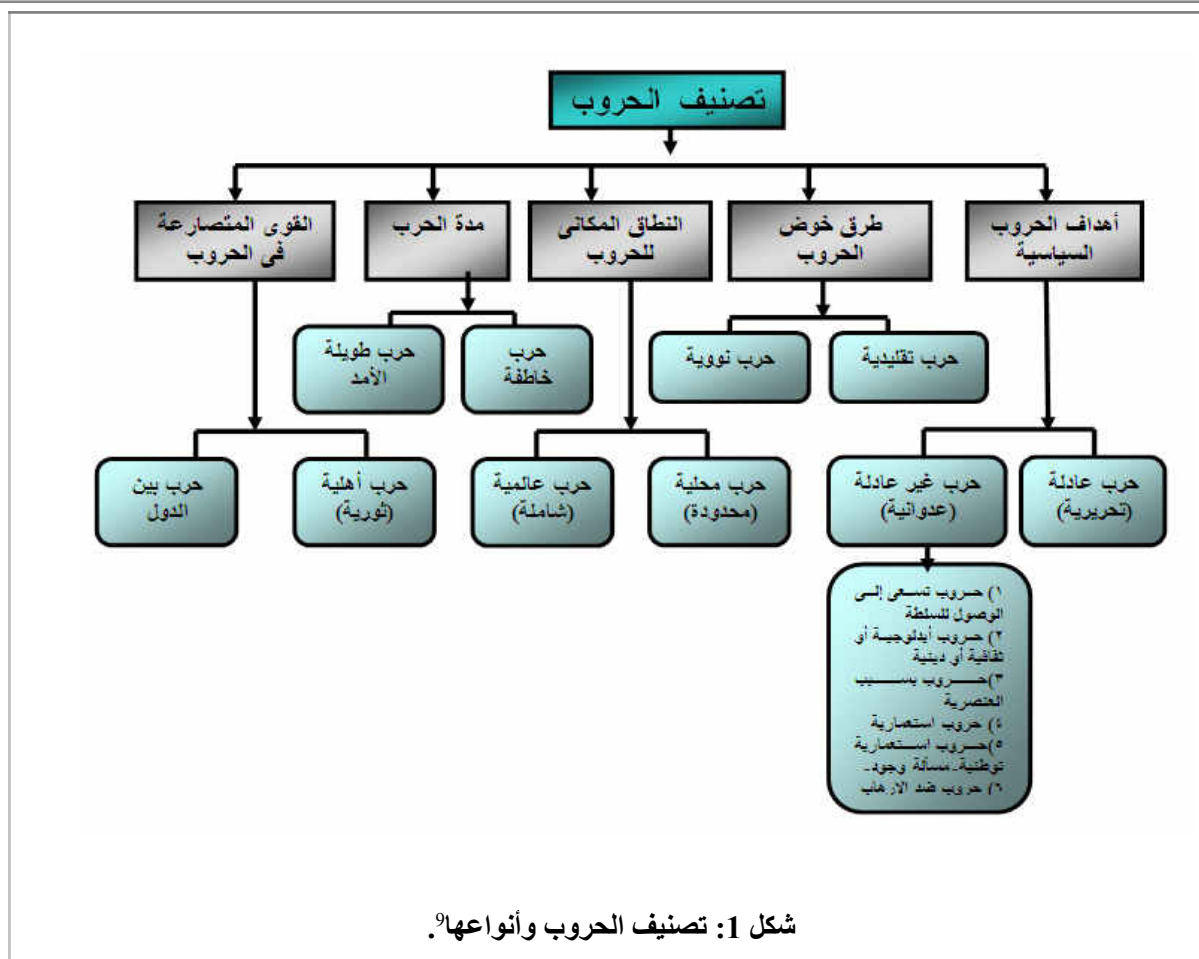 تصنيف الحروب
أهداف الحروب
السياسية
طرق خوض
الحروب
النطاق المكانى
للحروب
مدة الحرب
القوى المتصارعة
فى الحروب
حرب تقليدية
حرب نووية
حرب
خاطفة
حرب طويلة
الأمد
حرب عادلة
(تحريرية)
حرب غير عادلة
(عدوانية)
حرب محلية
(محدودة)
حرب عالمية
(شاملة)
حرب أهلية
(ثورية)
حرب بين
الدول
١) حروب تسعى إلى
الوصول للسلطة
٢) حروب أيدلوجية أو
ثقافية أو دينية
٣)حروب بسبب
العنصرية
٤) حروب استعمارية
٥)حروب استعمارية
توطنية-مسألة وجود-
٦) حروب ضد الارهاب
شكل 1: تصنيف الحروب وأنواعها⁹.